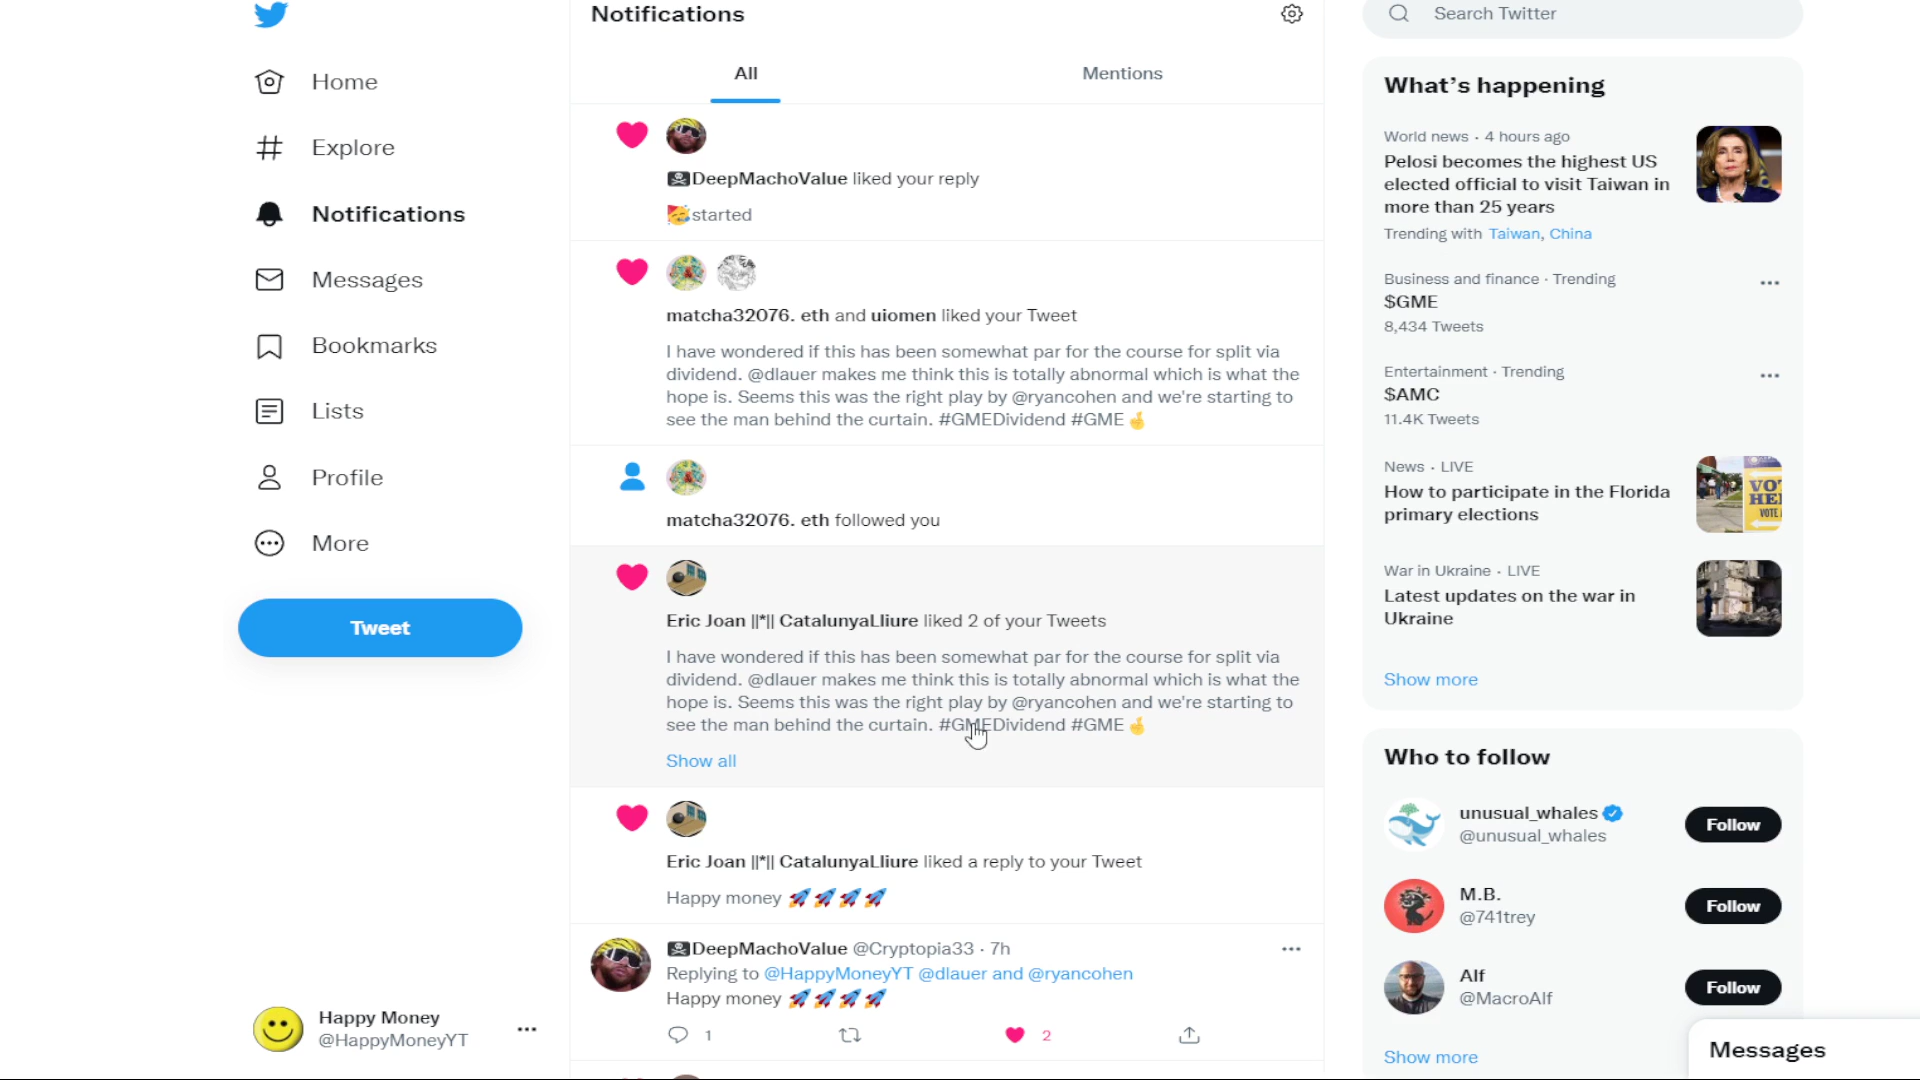 Home
Explore
Notifications
Messages
Bookmarks
Lists
Profile
More
Tweet
Happy Money
@HappyMoneyYT
Notifications
All
Mentions
DeepMachoValue liked your reply
🥳started
matcha32076. eth and uiomen liked your Tweet
I have wondered if this has been somewhat par for the course for split via
dividend. @dlauer makes me think this is totally abnormal which is what the
hope is. Seems this was the right play by @ryancohen and we're starting to
see the man behind the curtain. #GMEDividend #GME🤞
matcha32076. eth followed you
Eric Joan ||*|| CatalunyaLliure liked 2 of your Tweets
I have wondered if this has been somewhat par for the course for split via
dividend. @dlauer makes me think this is totally abnormal which is what the
hope is. Seems this was the right play by @ryancohen and we're starting to
see the man behind the curtain. #GMEDividend #GME🤞
Show all
Eric Joan ||*|| CatalunyaLliure liked a reply to your Tweet
Happy money 🚀🚀🚀🚀
DeepMachoValue @Cryptopia33 · 7h
Replying to @HappyMoneyYT @dlauer and @ryancohen
Happy money 🚀🚀🚀🚀
1
2
Search Twitter
What's happening
World news · 4 hours ago
Pelosi becomes the highest US
elected official to visit Taiwan in
more than 25 years
Trending with Taiwan, China
Business and finance · Trending
$GME
8,434 Tweets
Entertainment · Trending
$AMC
11.4K Tweets
News · LIVE
How to participate in the Florida
primary elections
VOTE
War in Ukraine · LIVE
Latest updates on the war in
Ukraine
Show more
Who to follow
unusual_whales
@unusual_whales
Follow
M.B.
@741trey
Follow
Alf
@MacroAlf
Follow
Show more
Messages